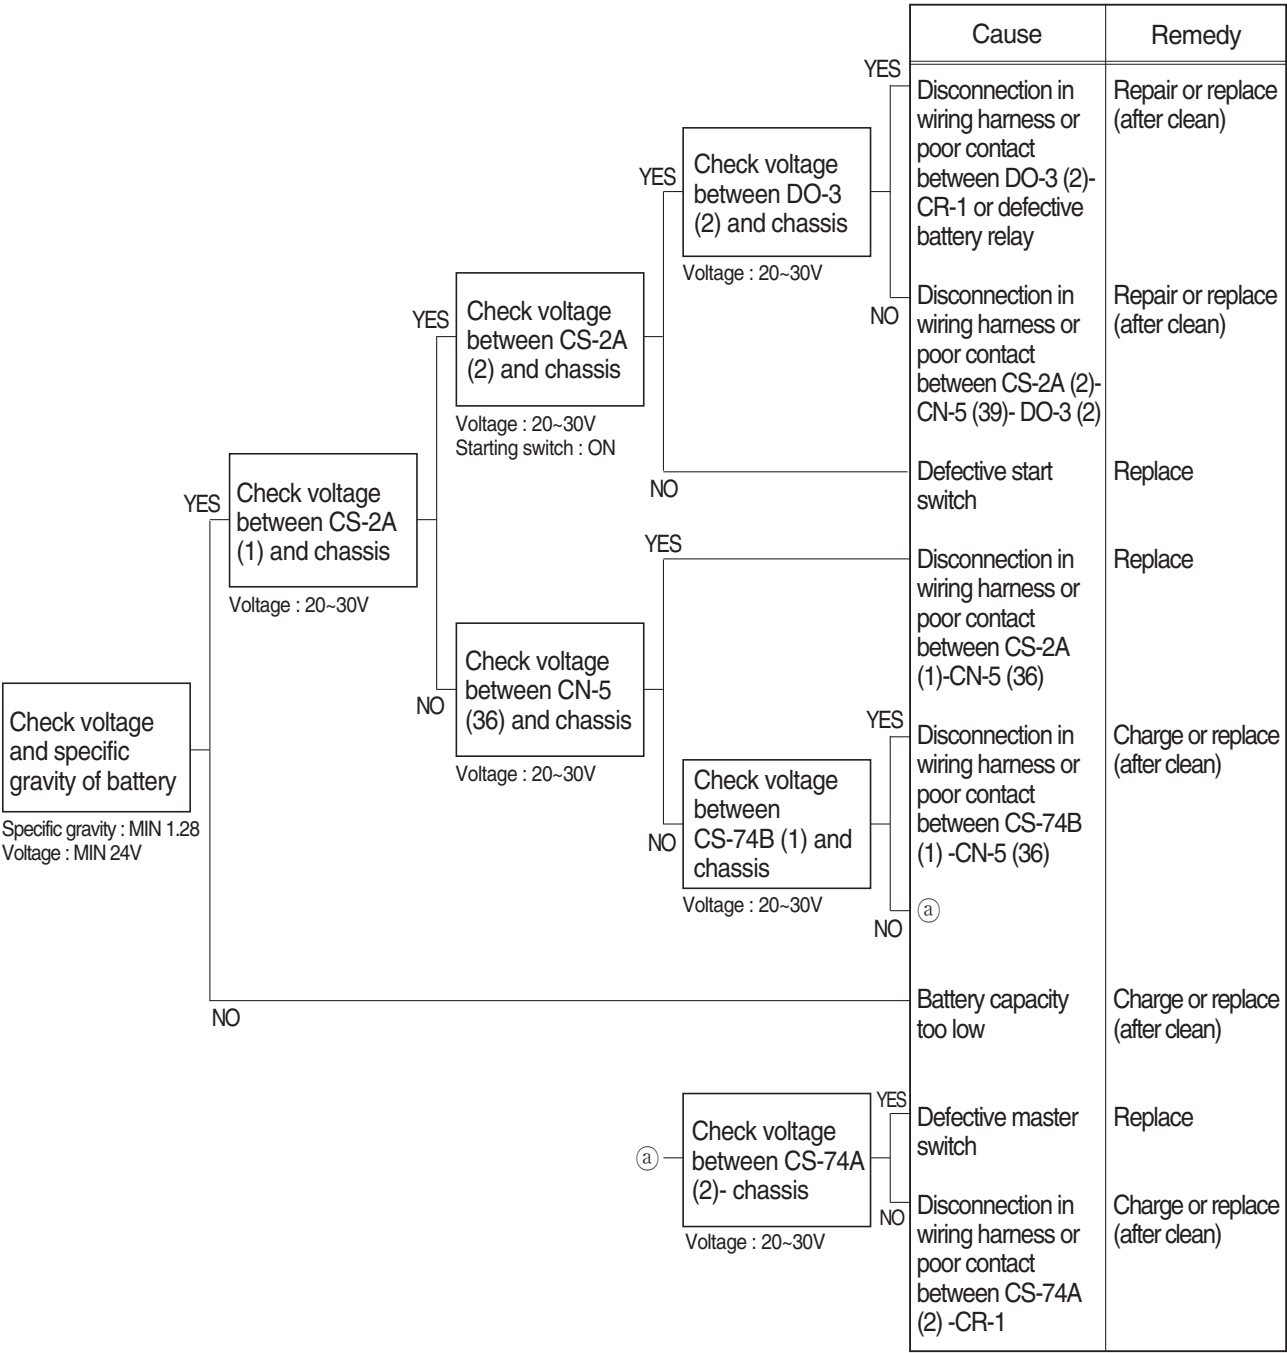 Cause
Remedy
YES
Disconnection in
wiring harness or
poor contact
between DO-3 (2)-
CR-1 or defective
battery relay
Repair or replace
(after clean)
YES
Check voltage
between DO-3
(2) and chassis
Voltage : 20~30V
NO
Disconnection in
wiring harness or
poor contact
between CS-2A (2)-
CN-5 (39)- DO-3 (2)
Repair or replace
(after clean)
YES
Check voltage
between CS-2A
(2) and chassis
Voltage : 20~30V
Starting switch : ON
NO
Defective start
switch
Replace
YES
Check voltage
between CS-2A
(1) and chassis
Voltage : 20~30V
YES
Disconnection in
wiring harness or
poor contact
between CS-2A
(1)-CN-5 (36)
Replace
NO
Check voltage
between CN-5
(36) and chassis
Voltage : 20~30V
Check voltage
and specific
gravity of battery
Specific gravity : MIN 1.28
Voltage : MIN 24V
YES
Disconnection in
wiring harness or
poor contact
between CS-74B
(1) -CN-5 (36)
Charge or replace
(after clean)
NO
Check voltage
between
CS-74B (1) and
chassis
Voltage : 20~30V
NO
ⓐ
NO
Battery capacity
too low
Charge or replace
(after clean)
ⓐ
Check voltage
between CS-74A
(2)- chassis
Voltage : 20~30V
YES
Defective master
switch
Replace
NO
Disconnection in
wiring harness or
poor contact
between CS-74A
(2) -CR-1
Charge or replace
(after clean)